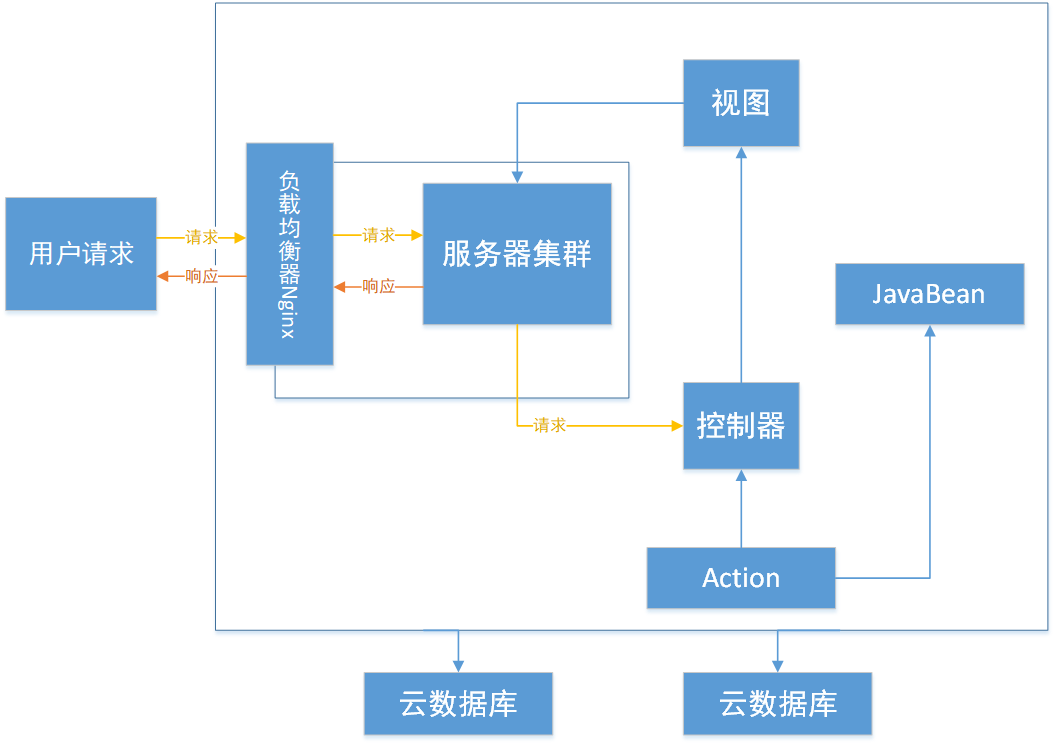 视图
负载均衡器Nginx
用户请求
请求
响应
请求
响应
服务器集群
JavaBean
请求
控制器
Action
云数据库
云数据库